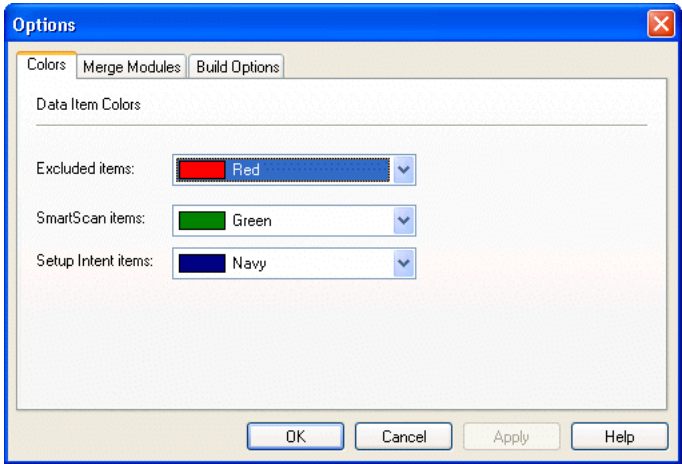 Options
Colors Merge Modules Build Options
Data Item Colors
Excluded items: Red
SmartScan items: Green
Setup Intent items: Navy
OK Cancel Apply Help